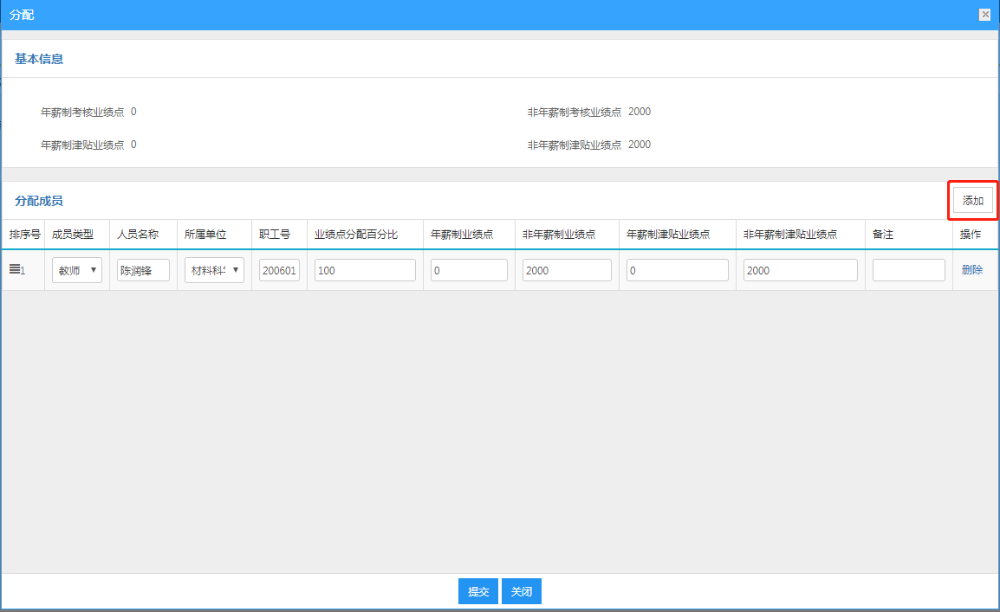 分配
基本信息
年薪制考核业绩点 0 非年薪制考核业绩点 2000
年薪制津贴业绩点 0 非年薪制津贴业绩点 2000
分配成员 添加
排序号 成员类型 人员名称 所属单位 职工号 业绩点分配百分比 年薪制业绩点 非年薪制业绩点 年薪制津贴业绩点 非年薪制津贴业绩点 备注 操作
1 教师 陈润锋 材料科 200601 100 0 2000 0 2000 删除
提交 关闭